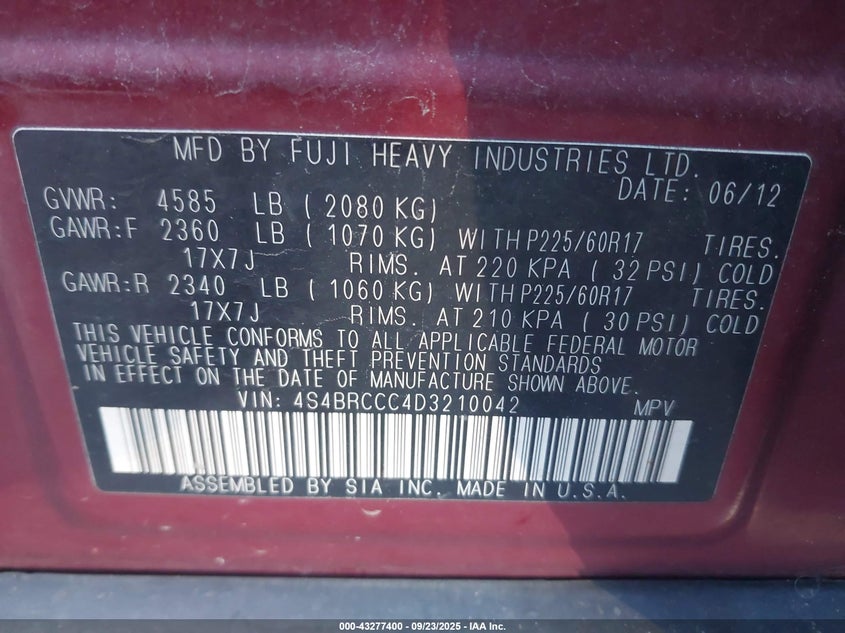 MFD BY FUJI HEAVY INDUSTRIES LTD.
DATE: 06/12
GVWR: 4585 LB ( 2080 KG)
GAWR:F 2360 LB ( 1070 KG) WITH P225/60R17 TIRES.
17X7J RIMS. AT 220 KPA ( 32 PSI) COLD
GAWR:R 2340 LB ( 1060 KG) WITH P225/60R17 TIRES.
17X7J RIMS. AT 210 KPA ( 30 PSI) COLD
THIS VEHICLE CONFORMS TO ALL APPLICABLE FEDERAL MOTOR
VEHICLE SAFETY AND THEFT PREVENTION STANDARDS
IN EFFECT ON THE DATE OF MANUFACTURE SHOWN ABOVE.
VIN: 4S4BRCCC4D3210042 MPV
ASSEMBLED BY SIA INC. MADE IN U.S.A.
000-43277400 - 09/23/2025 - IAA Inc.